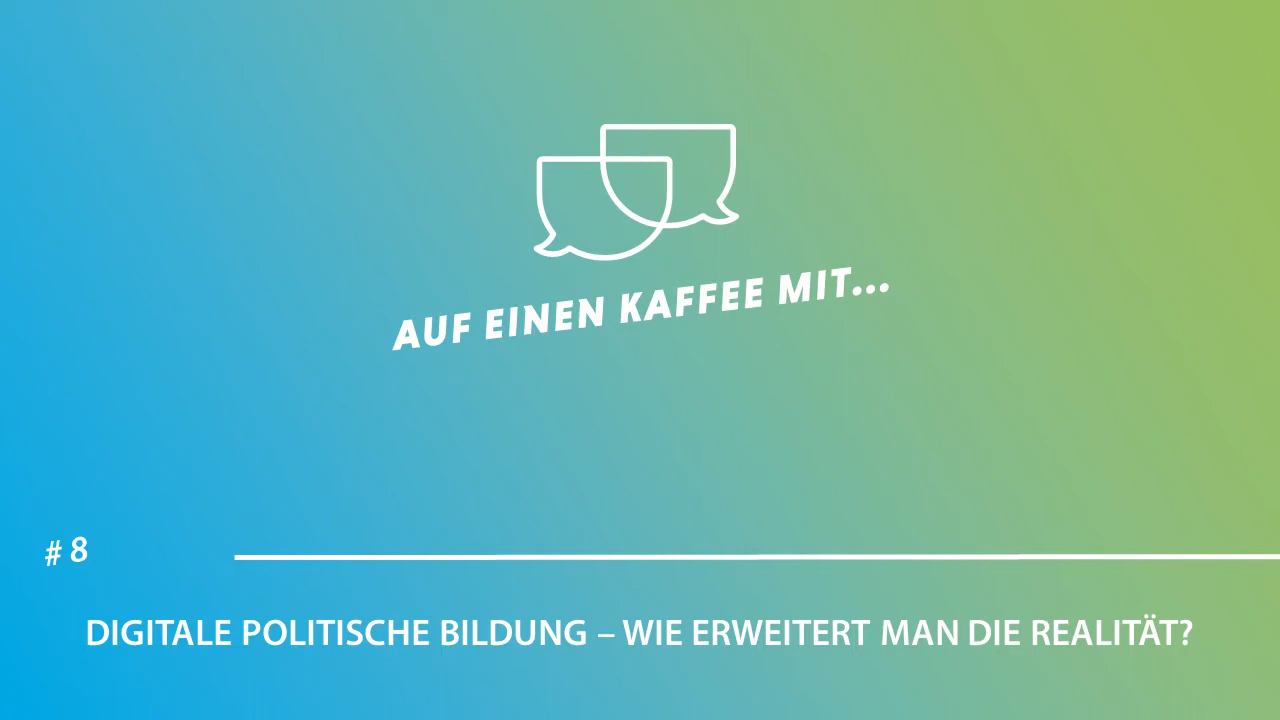 AUF EINEN KAFFEE MIT...
# 8
DIGITALE POLITISCHE BILDUNG – WIE ERWEITERT MAN DIE REALITÄT?